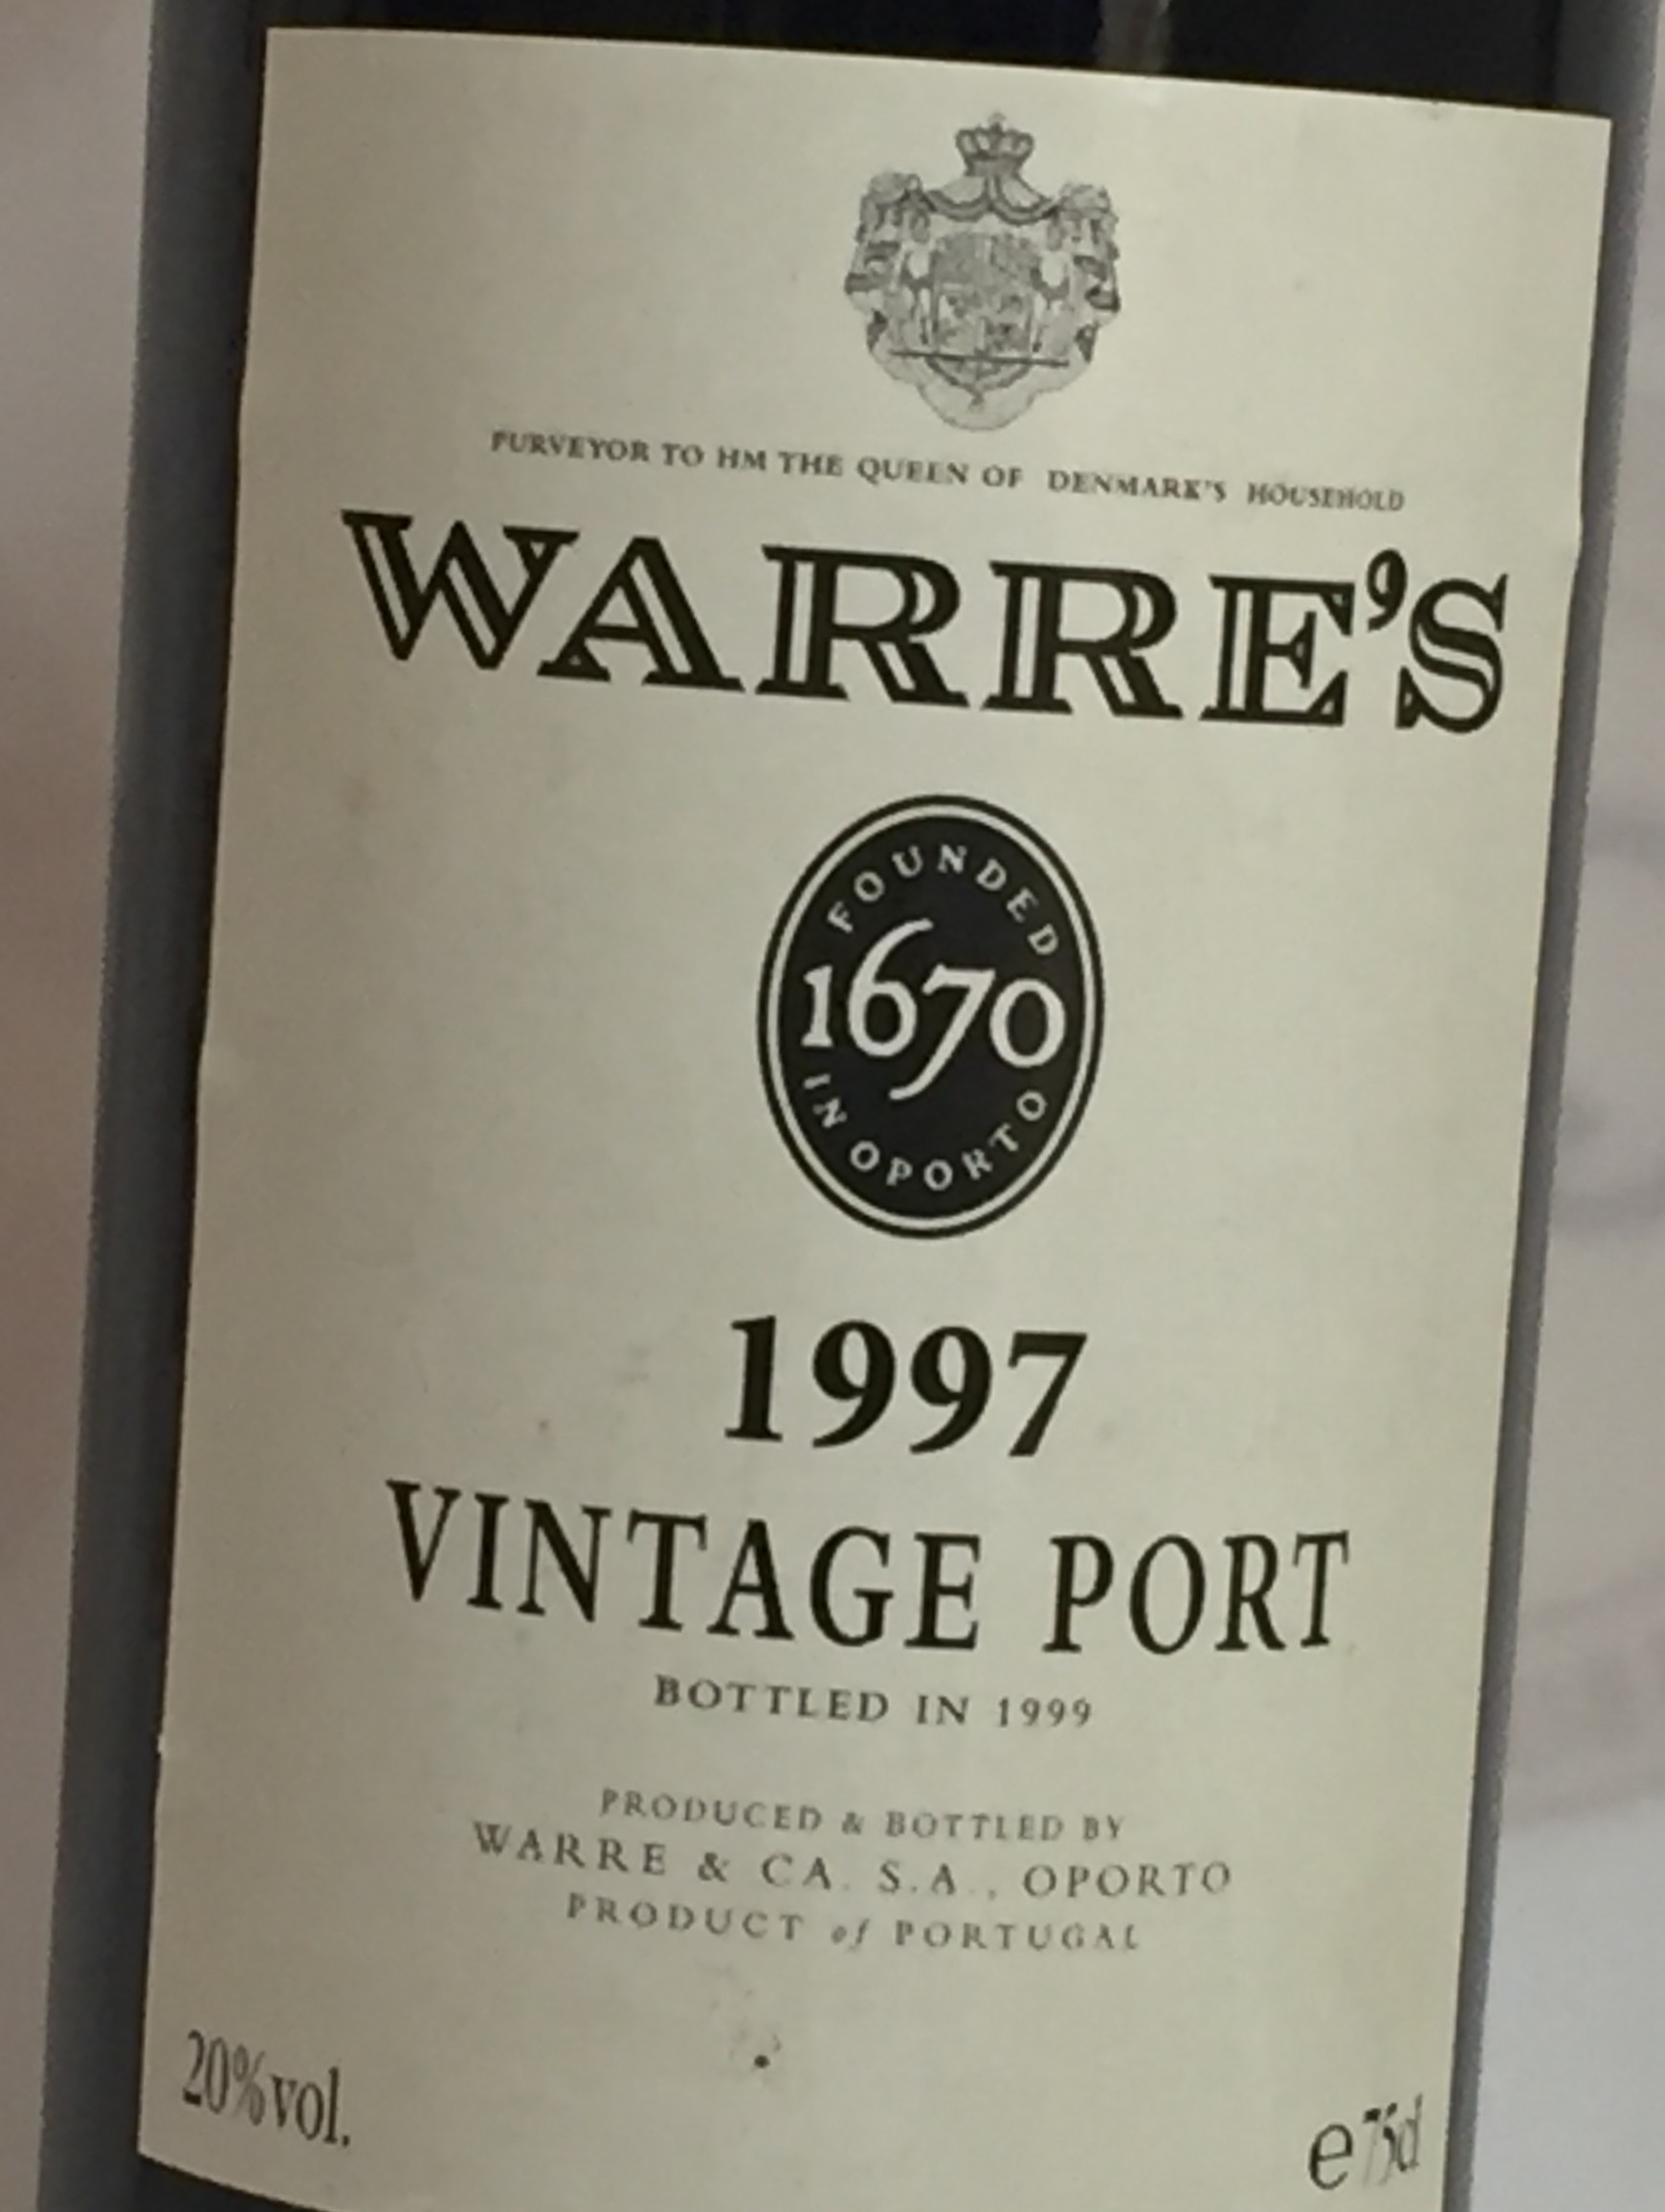 PURVEYOR TO HM THE QUEEN OF DENMARK'S HOUSEHOLD
WARRE'S
FOUNDED
1670
IN OPORTO
1997
VINTAGE PORT
BOTTLED IN 1999
PRODUCED & BOTTLED BY
WARRE & CA. S.A., OPORTO
PRODUCT of PORTUGAL
20%vol.
e75cl